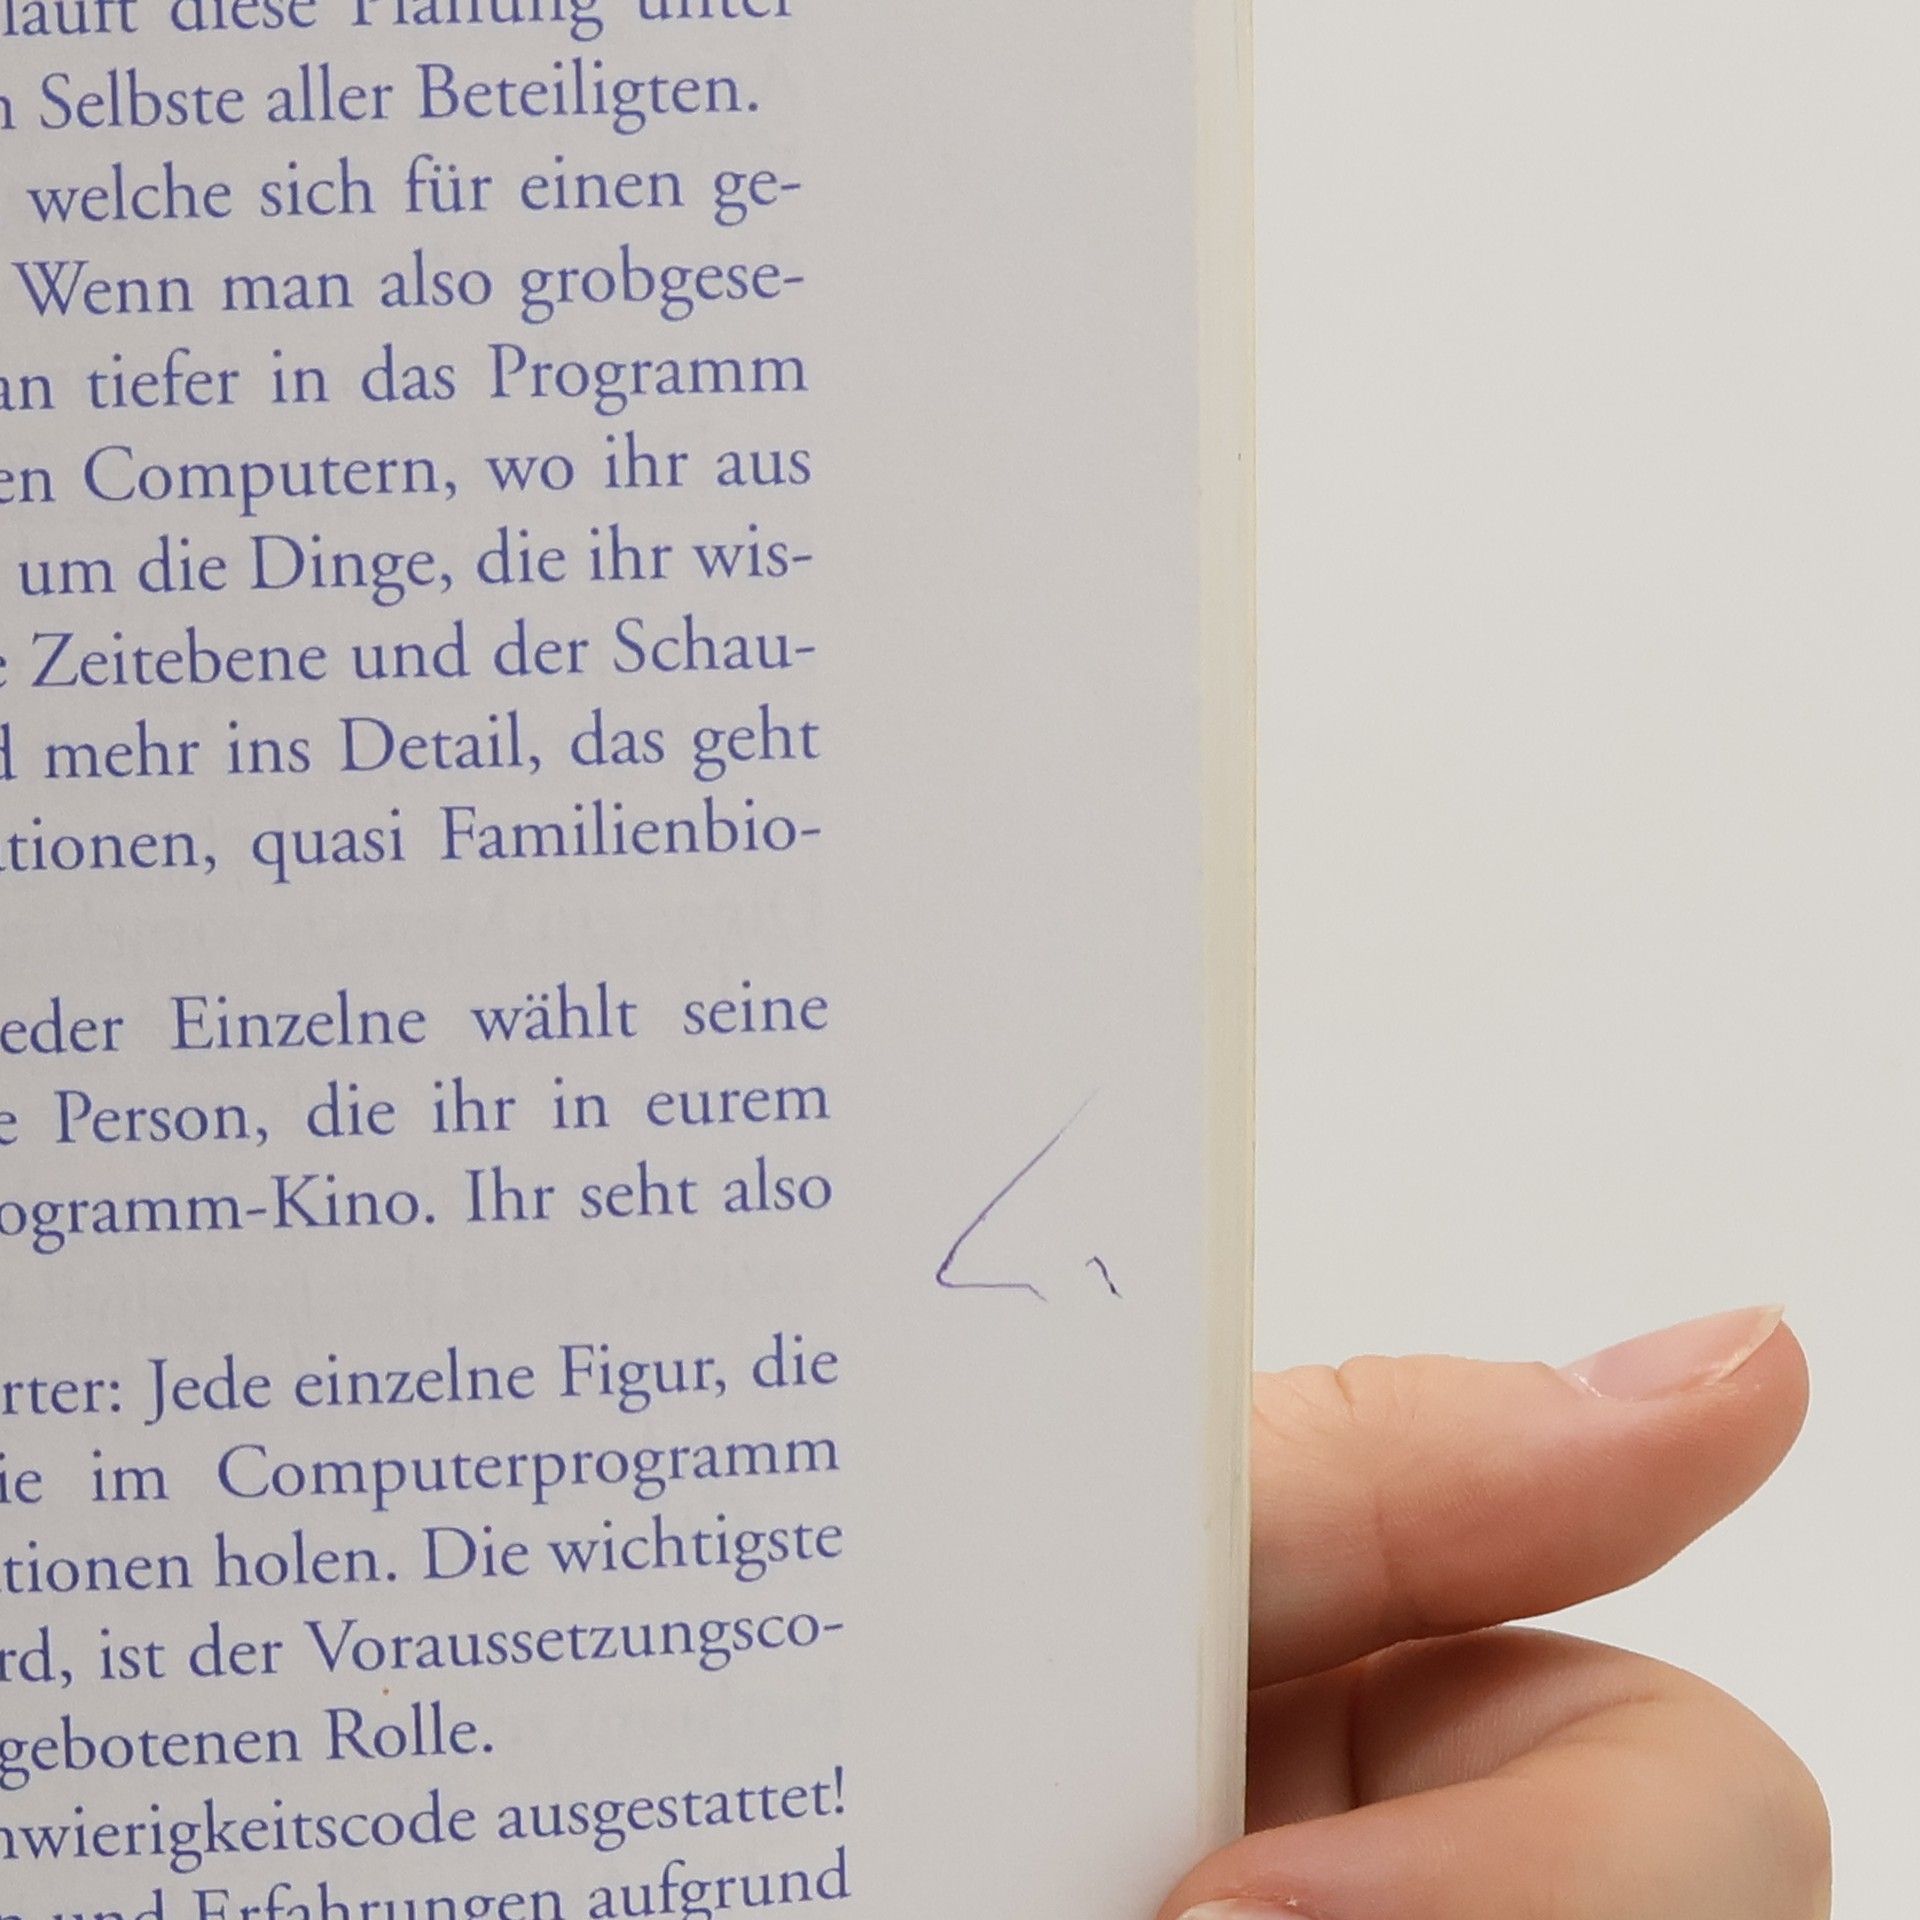 läuft diese Planung unter
n Selbste aller Beteiligten.
welche sich für einen ge-
Wenn man also grobgese-
an tiefer in das Programm
en Computern, wo ihr aus
um die Dinge, die ihr wis-
e Zeitebene und der Schau-
d mehr ins Detail, das geht
tionen, quasi Familienbio-
eder Einzelne wählt seine
e Person, die ihr in eurem
ogramm-Kino. Ihr seht also
rter: Jede einzelne Figur, die
ie im Computerprogramm
tionen holen. Die wichtigste
rd, ist der Voraussetzungsco-
gebotenen Rolle.
wierigkeitscode ausgestattet!
und Erfahrungen aufgrund